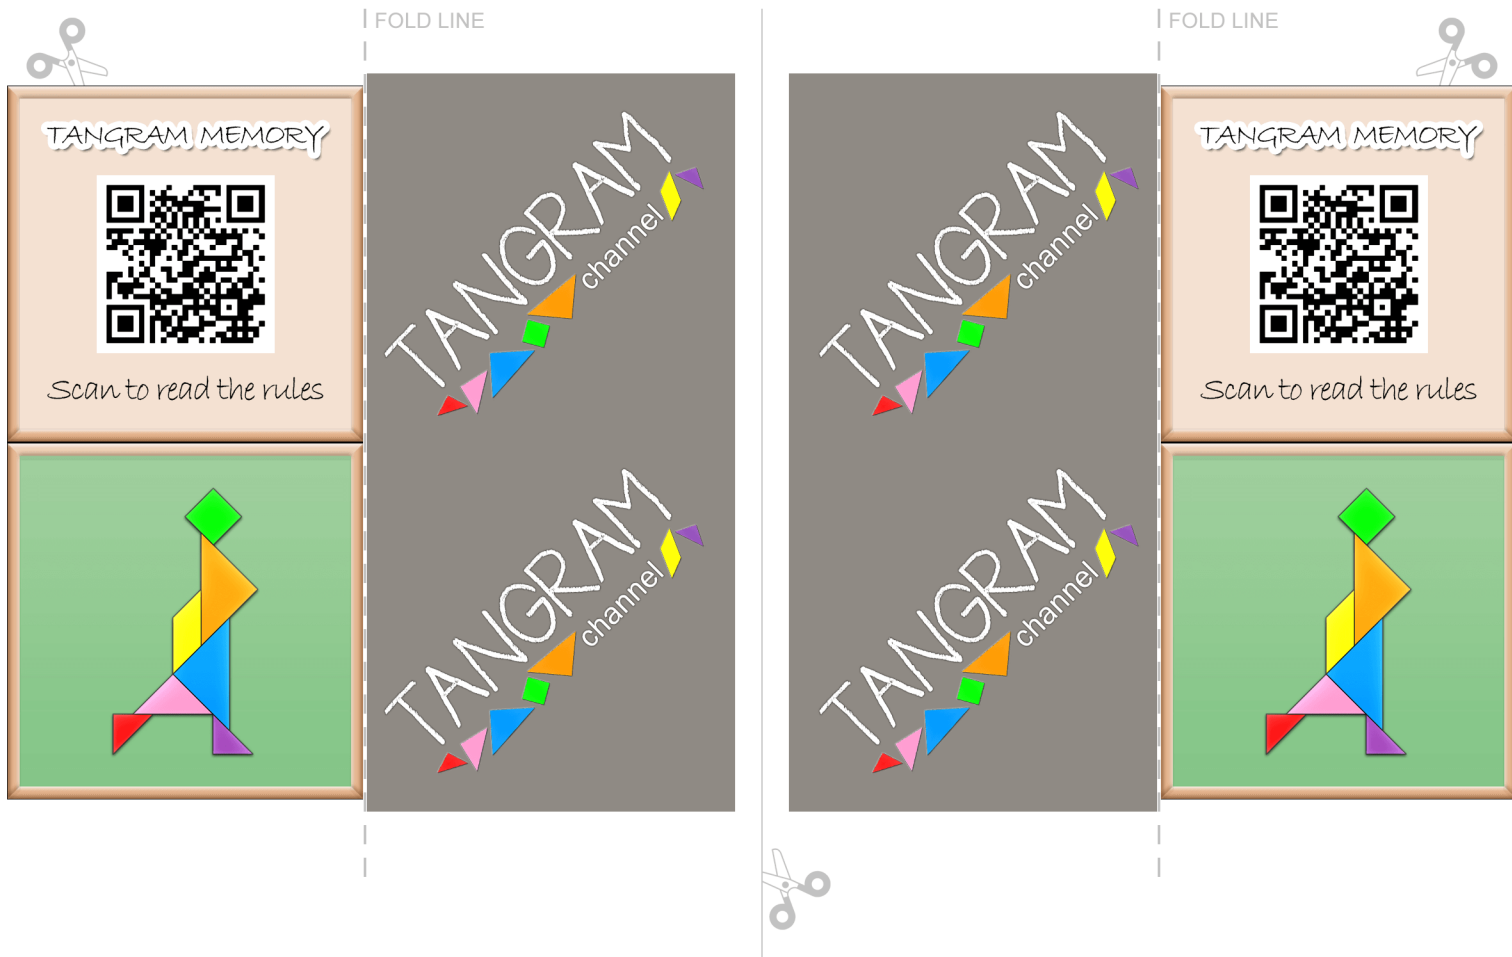 FOLD LINE
FOLD LINE
TANGRAM MEMORY
Scan to read the rules
TANGRAM
channel
TANGRAM
channel
TANGRAM
channel
TANGRAM
channel
TANGRAM MEMORY
Scan to read the rules